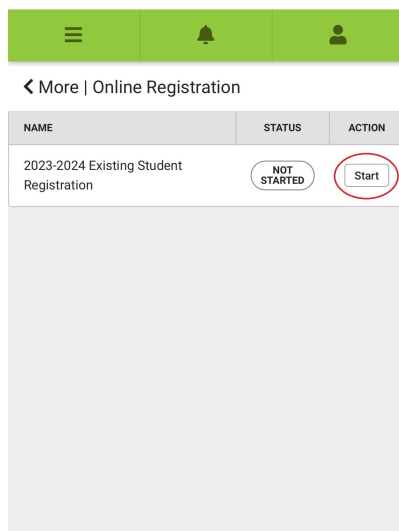 More | Online Registration
NAME STATUS ACTION
2023-2024 Existing Student
Registration
NOT
STARTED
Start